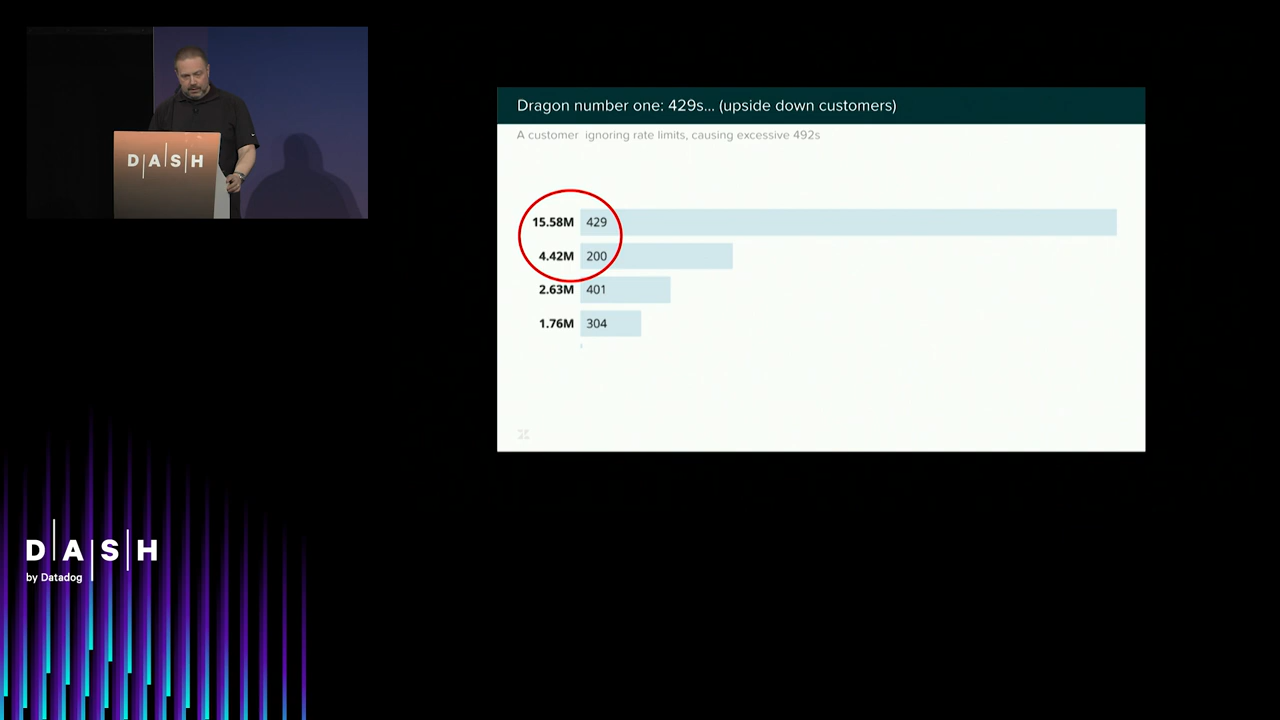 D|A|S|H
Dragon number one: 429s... (upside down customers)
A customer ignoring rate limits, causing excessive 492s
15.58M 429
4.42M 200
2.63M 401
1.76M 304
D|A|S|H
by Datadog